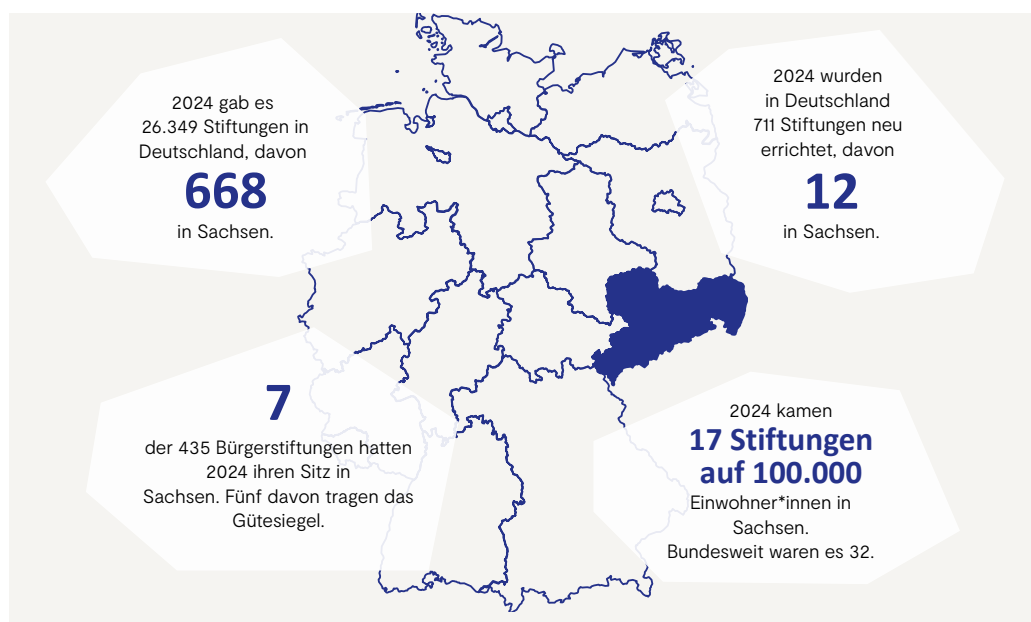 2024 gab es
26.349 Stiftungen in
Deutschland, davon
668
in Sachsen.
2024 wurden
in Deutschland
711 Stiftungen neu
errichtet, davon
12
in Sachsen.
7
der 435 Bürgerstiftungen hatten
2024 ihren Sitz in
Sachsen. Fünf davon tragen das
Gütesiegel.
2024 kamen
17 Stiftungen
auf 100.000
Einwohner*innen in
Sachsen.
Bundesweit waren es 32.